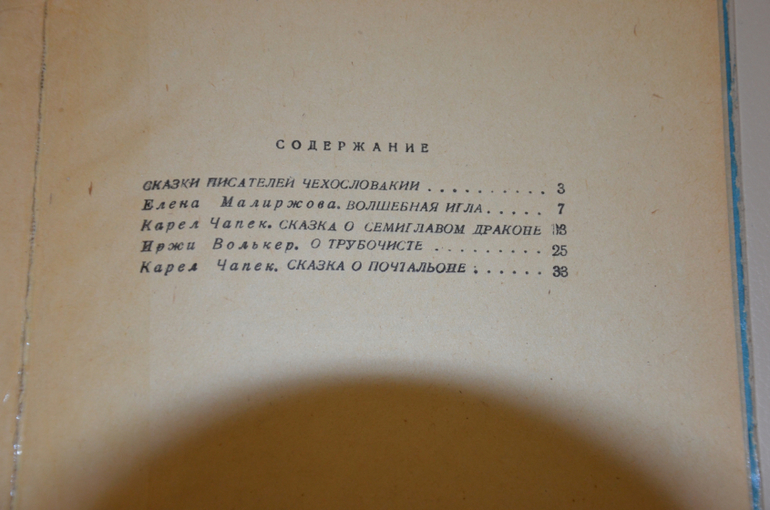 СОДЕРЖАНИЕ
СКАЗКИ ПИСАТЕЛЕЙ ЧЕХОСЛОВАКИИ . . . . . . . . . . 3
Елена Малиржова. ВОЛШЕБНАЯ ИГЛА . . . . . 7
Карел Чапек. СКАЗКА О СЕМИГЛАВОМ ДРАКОНЕ 13
Иржи Волькер. О ТРУБОЧИСТЕ . . . . . . . . . 25
Карел Чапек. СКАЗКА О ПОЧТАЛЬОНЕ . . . . . . 33